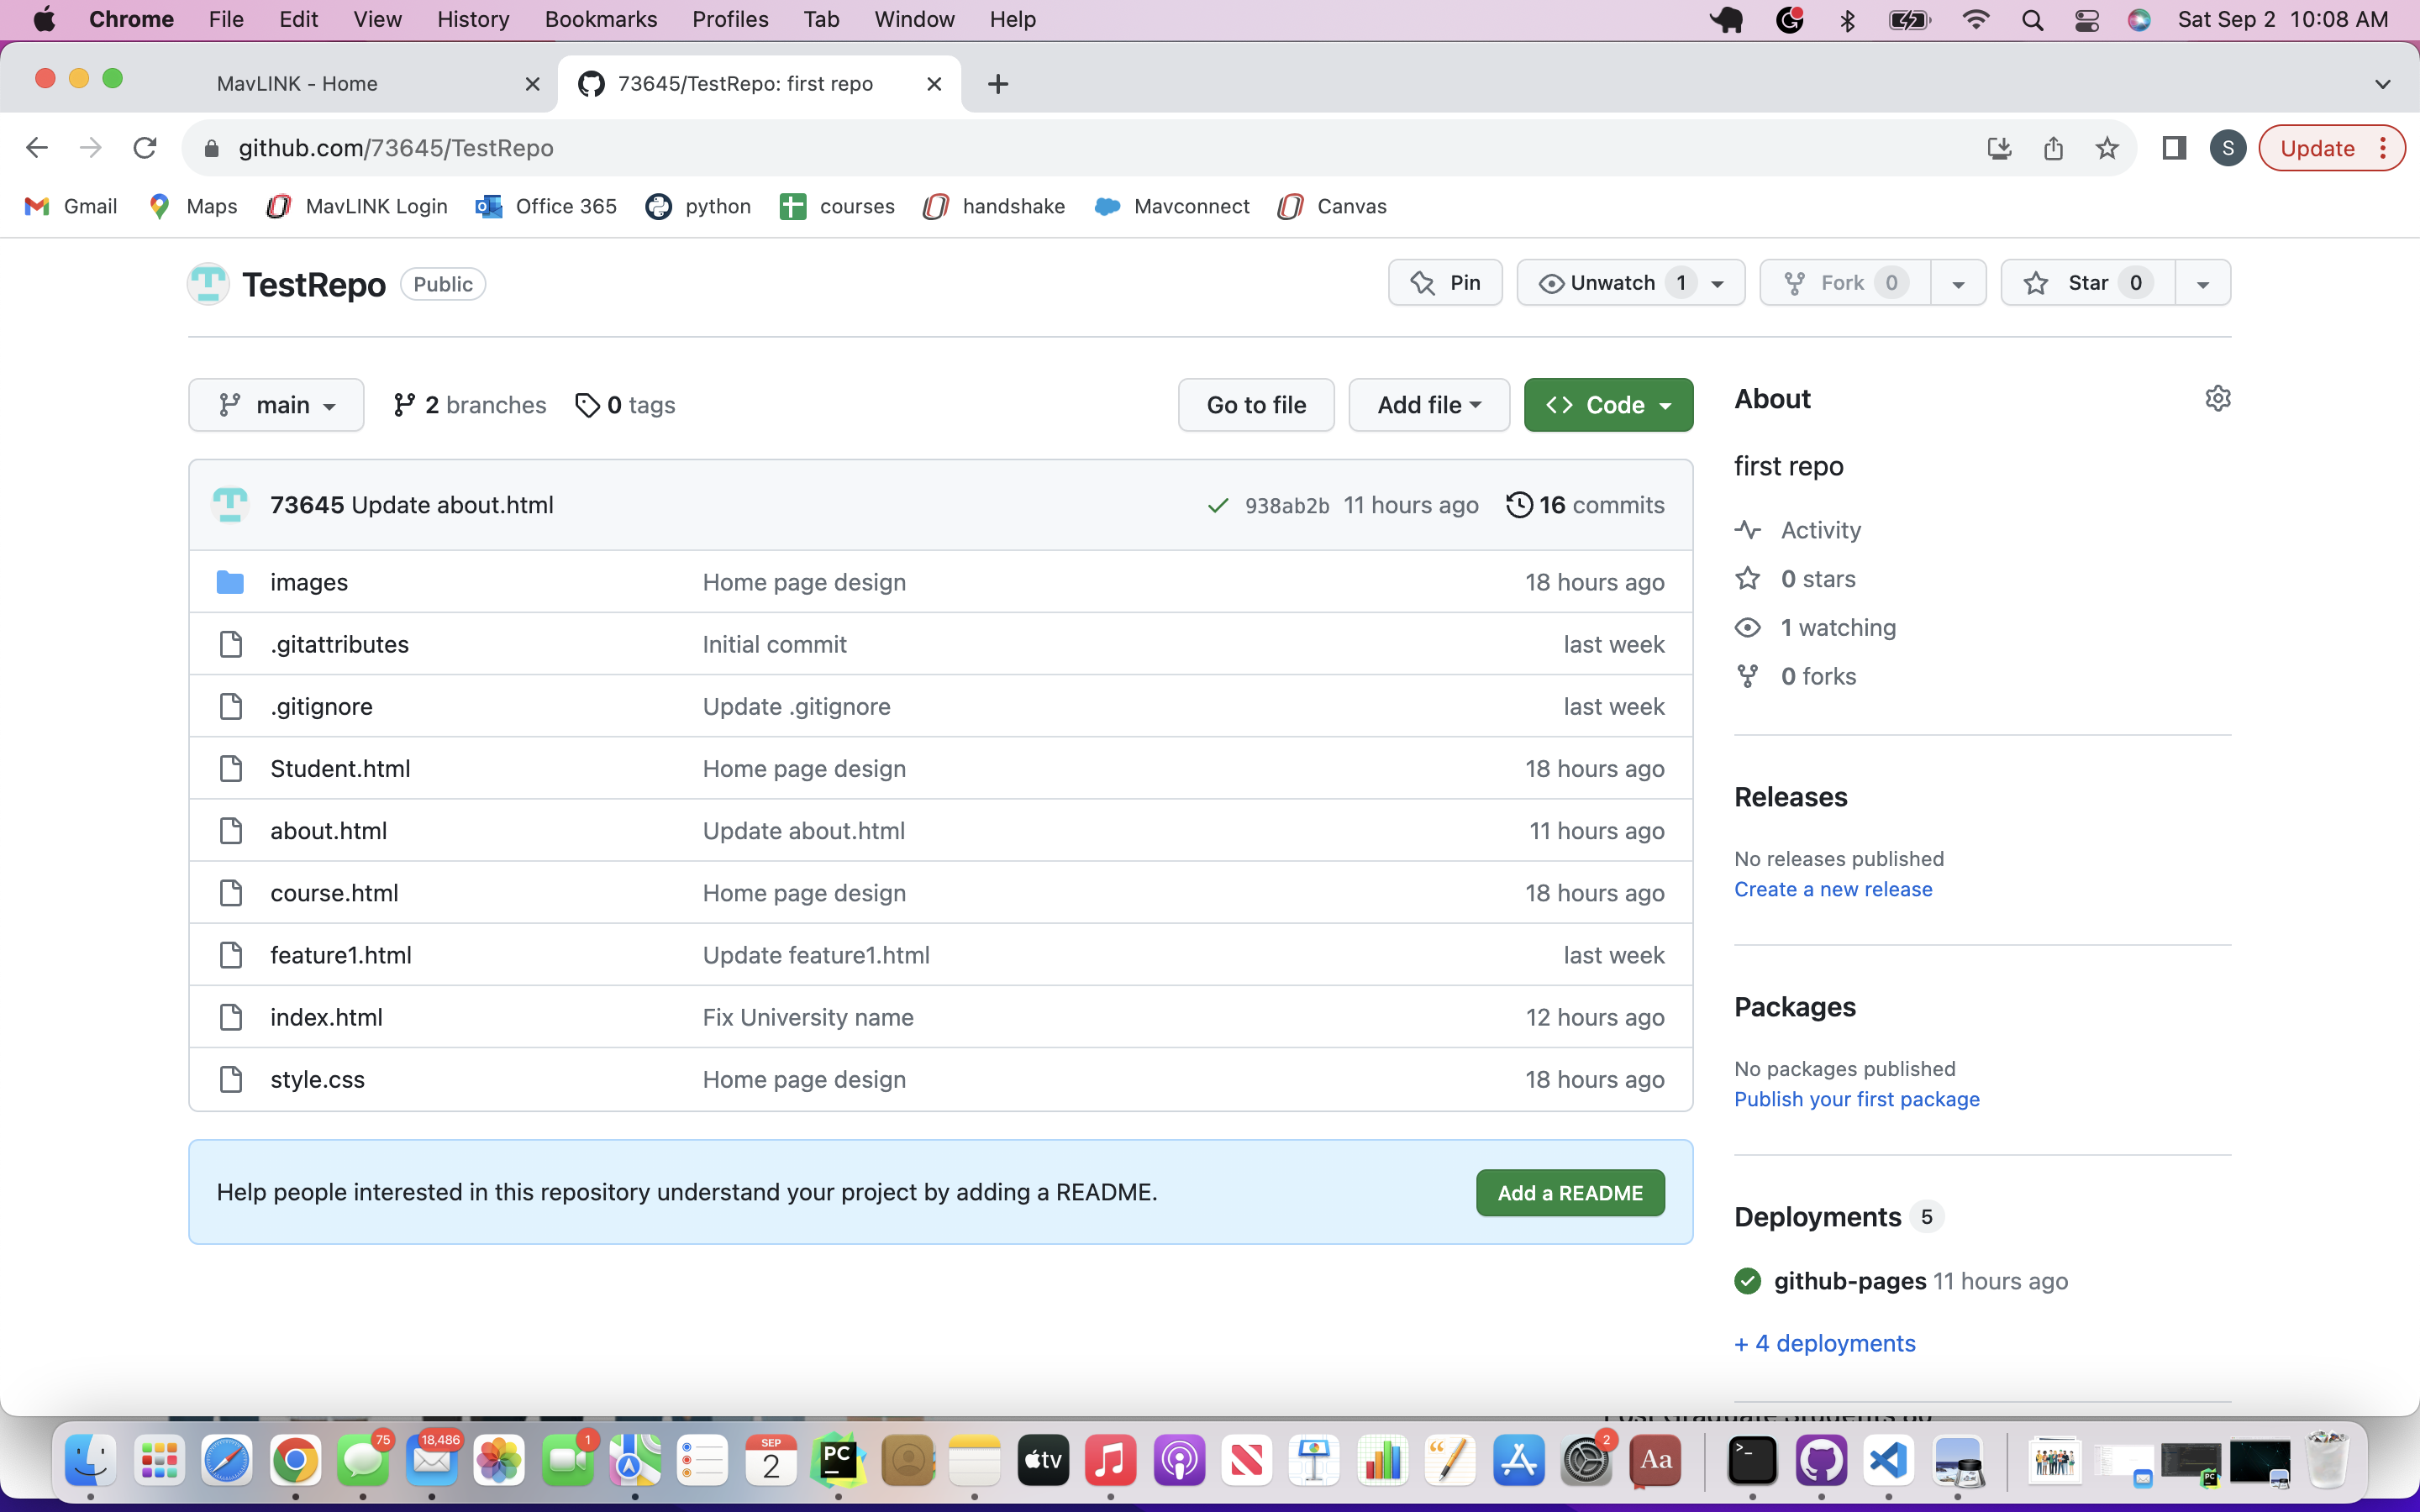 Chrome File Edit View History Bookmarks Profiles Tab Window Help Sat Sep 2 10:08 AM
MavLINK - Home 73645/TestRepo: first repo
github.com/73645/TestRepo S Update
Gmail Maps MavLINK Login Office 365 python courses handshake Mavconnect Canvas
TestRepo Public Pin Unwatch 1 Fork 0 Star 0
main 2 branches 0 tags Go to file Add file Code
73645 Update about.html 938ab2b 11 hours ago 16 commits
images Home page design 18 hours ago
.gitattributes Initial commit last week
.gitignore Update .gitignore last week
Student.html Home page design 18 hours ago
about.html Update about.html 11 hours ago
course.html Home page design 18 hours ago
feature1.html Update feature1.html last week
index.html Fix University name 12 hours ago
style.css Home page design 18 hours ago
Help people interested in this repository understand your project by adding a README. Add a README
About
first repo
Activity
0 stars
1 watching
0 forks
Releases
No releases published
Create a new release
Packages
No packages published
Publish your first package
Deployments 5
github-pages 11 hours ago
+ 4 deployments
75 18,486 1 SEP 2 PC tv 2 Aa